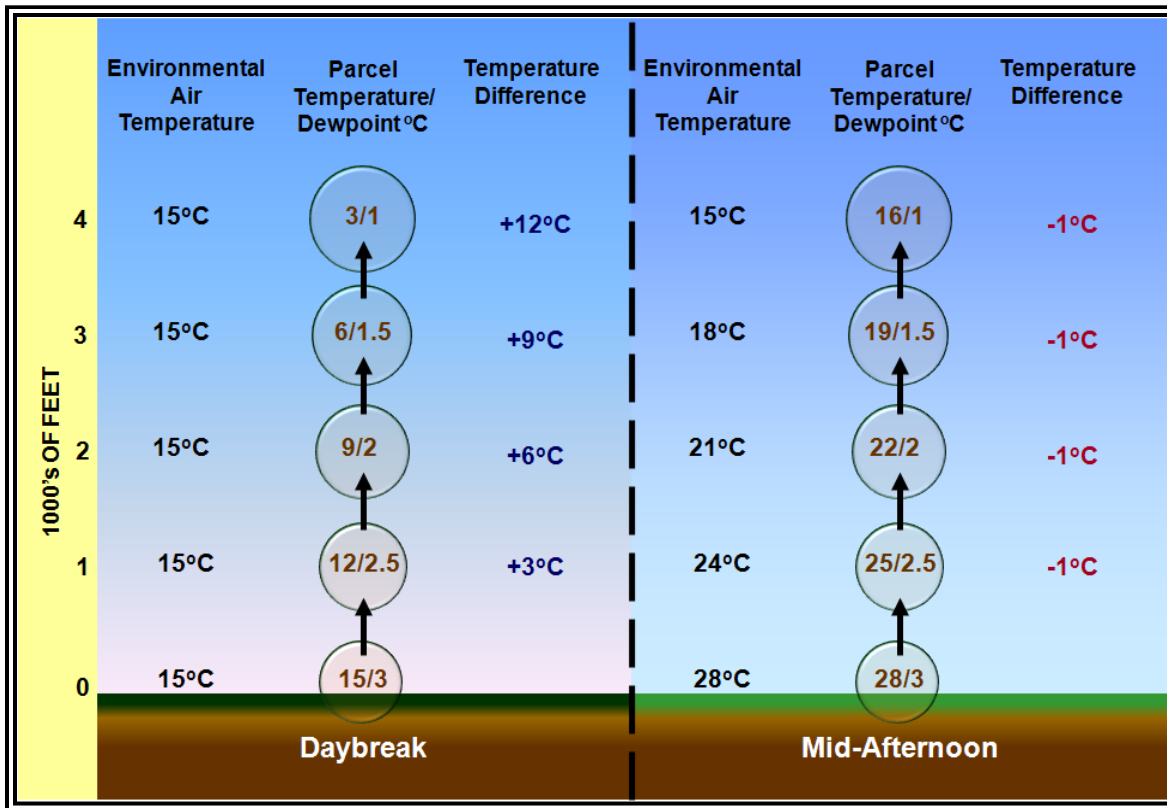 Environmental
Air
Temperature
Parcel
Temperature/
Dewpoint °C
Temperature
Difference
Environmental
Air
Temperature
Parcel
Temperature/
Dewpoint °C
Temperature
Difference
1000's OF FEET
4 15°C 3/1 +12°C 15°C 16/1 -1°C
3 15°C 6/1.5 +9°C 18°C 19/1.5 -1°C
2 15°C 9/2 +6°C 21°C 22/2 -1°C
1 15°C 12/2.5 +3°C 24°C 25/2.5 -1°C
0 15°C 15/3 28°C 28/3
Daybreak Mid-Afternoon